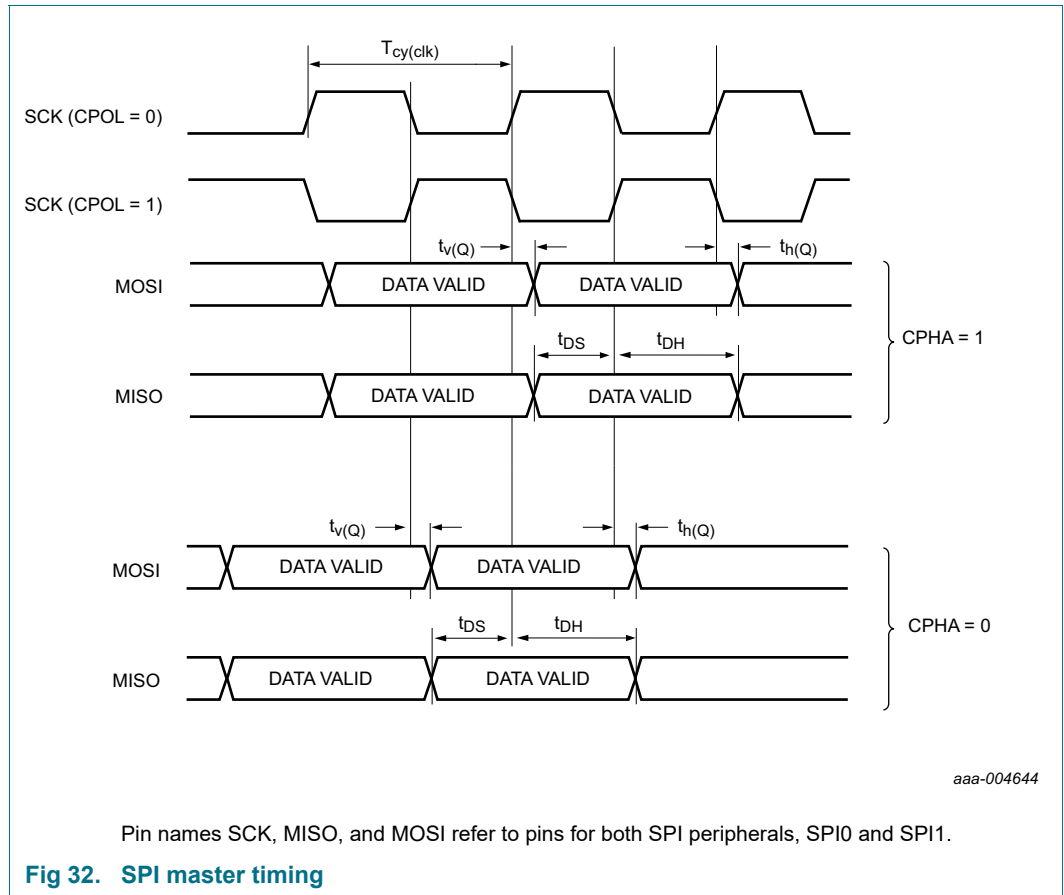 Tcy(clk)
SCK (CPOL = 0)
SCK (CPOL = 1)
tv(Q)
th(Q)
MOSI
DATA VALID
DATA VALID
tDS
tDH
CPHA = 1
MISO
DATA VALID
DATA VALID
tv(Q)
th(Q)
MOSI
DATA VALID
DATA VALID
tDS
tDH
CPHA = 0
MISO
DATA VALID
DATA VALID
aaa-004644
Pin names SCK, MISO, and MOSI refer to pins for both SPI peripherals, SPI0 and SPI1.
Fig 32. SPI master timing